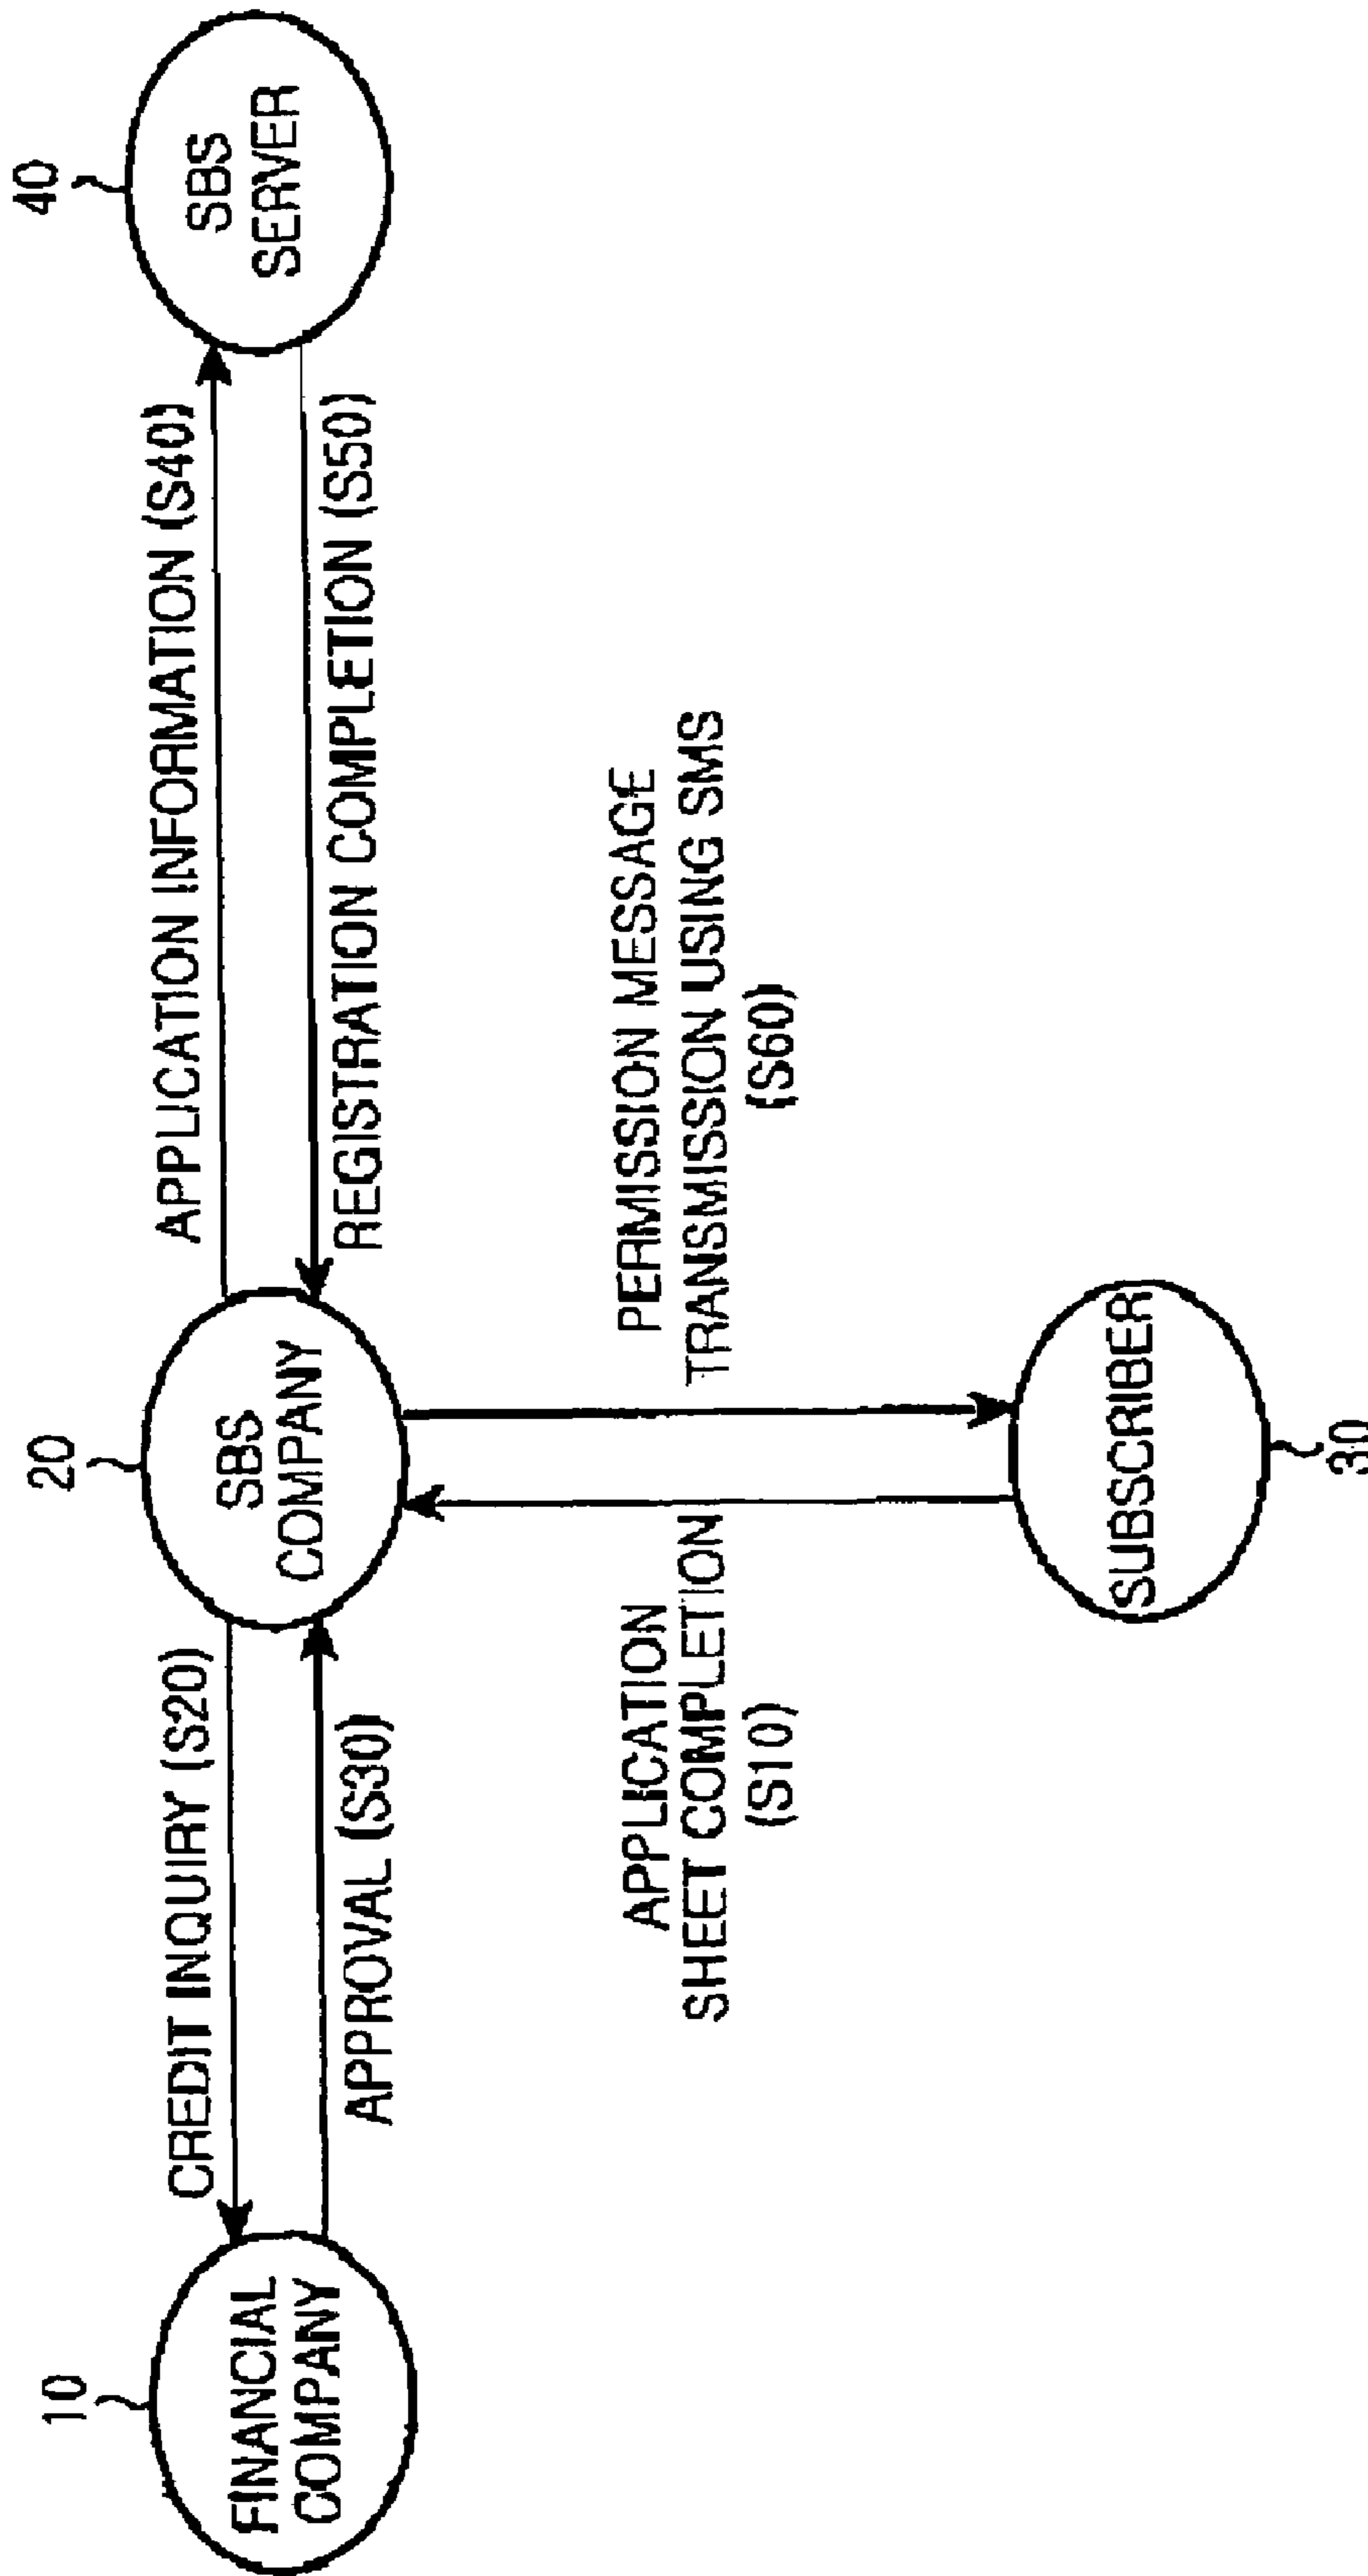 10
FINANCIAL
COMPANY
CREDIT INQUIRY (S20)
APPROVAL (S30)
20
SBS
COMPANY
APPLICATION INFORMATION (S40)
REGISTRATION COMPLETION (S50)
40
SBS
SERVER
APPLICATION
SHEET COMPLETION
(S10)
PERMISSION MESSAGE
TRANSMISSION USING SMS
(S60)
SUBSCRIBER
30